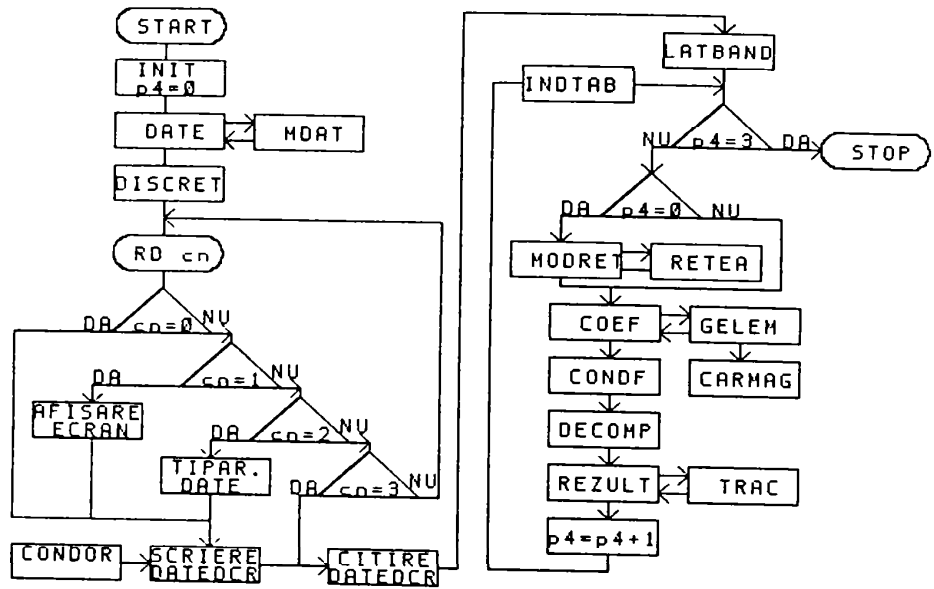 START
INIT
p4=0
DATE
MDAT
DISCRET
RD cn
DA cn=0 NU
DA cn=1 NU
AFISARE
ECRAN
DA cn=2 NU
TIPAR.
DATE
DA cn=3 NU
CONDOR
SCRIERE
DATEDCR
CITIRE
DATEDCR
LATBAND
INDTAB
NU p4=3 DA
STOP
DA p4=0 NU
MODRET
RETEA
COEF
GELEM
CONDF
CARMAG
DECOMP
REZULT
TRAC
p4=p4+1